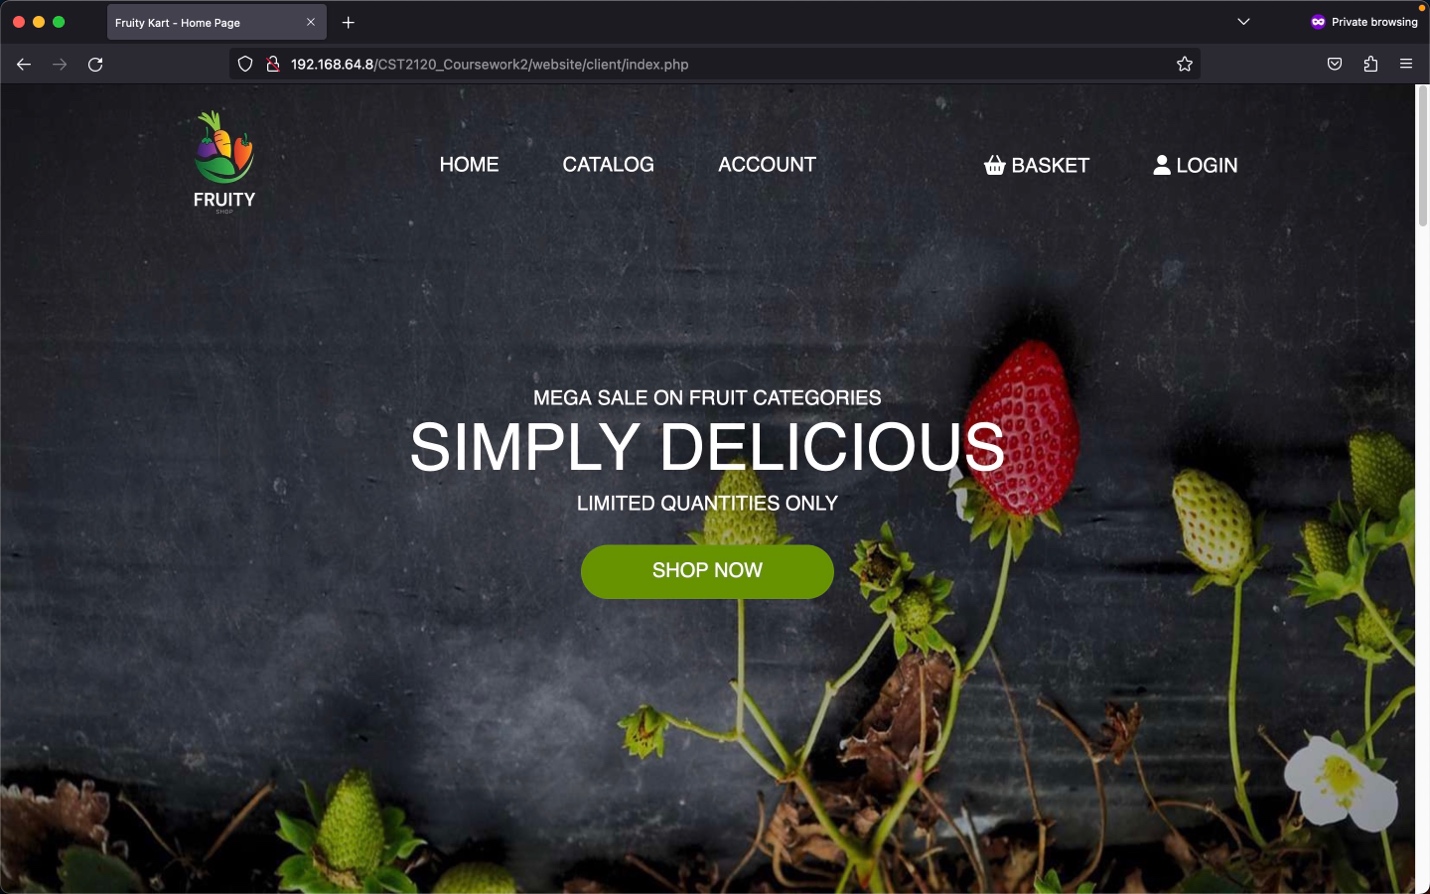 Fruity Kart - Home Page
Private browsing
192.168.64.8/CST2120_Coursework2/website/client/index.php
FRUITY
SHOP
HOME
CATALOG
ACCOUNT
BASKET
LOGIN
MEGA SALE ON FRUIT CATEGORIES
SIMPLY DELICIOUS
LIMITED QUANTITIES ONLY
SHOP NOW